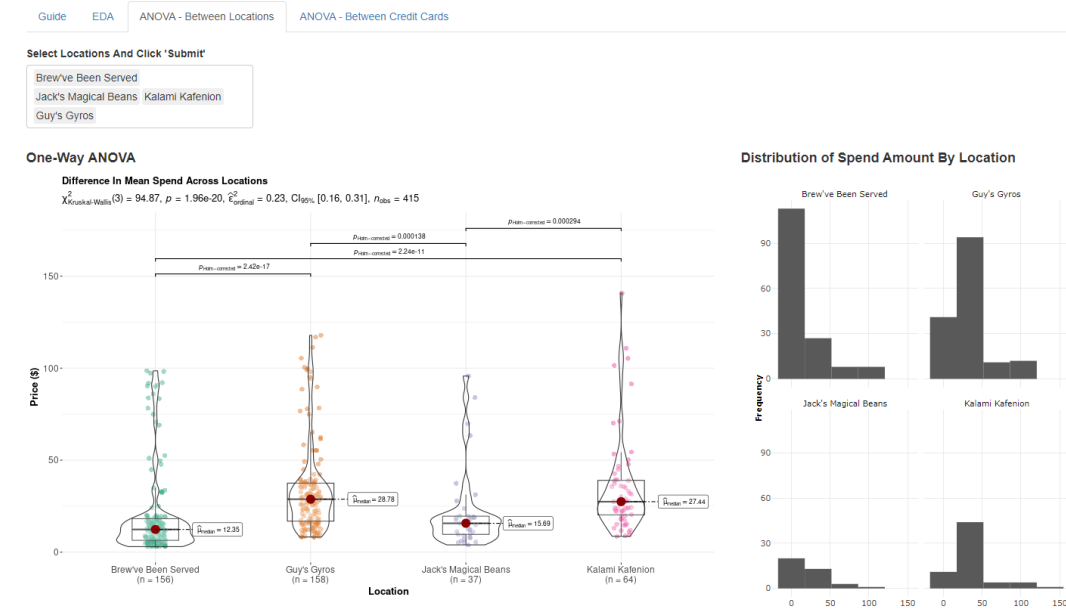 Guide EDA ANOVA - Between Locations ANOVA - Between Credit Cards
Select Locations And Click 'Submit'
Brew've Been Served
Jack's Magical Beans Kalami Kafenion
Guy's Gyros
One-Way ANOVA
Difference In Mean Spend Across Locations
χ²Kruskal-Wallis(3) = 94.87, p = 1.96e-20, ε̂²ordinal = 0.23, CI95% [0.16, 0.31], nobs = 415
pHolm-corrected = 0.000294
pHolm-corrected = 0.000138
pHolm-corrected = 2.24e-11
pHolm-corrected = 2.42e-17
150
100
50
0
Price ($)
μ̂median = 12.35
μ̂median = 28.78
μ̂median = 15.69
μ̂median = 27.44
Brew've Been Served
(n = 156)
Guy's Gyros
(n = 158)
Jack's Magical Beans
(n = 37)
Kalami Kafenion
(n = 64)
Location
Distribution of Spend Amount By Location
Brew've Been Served Guy's Gyros
90
60
30
0
Frequency
Jack's Magical Beans Kalami Kafenion
90
60
30
0
0 50 100 150 0 50 100 150